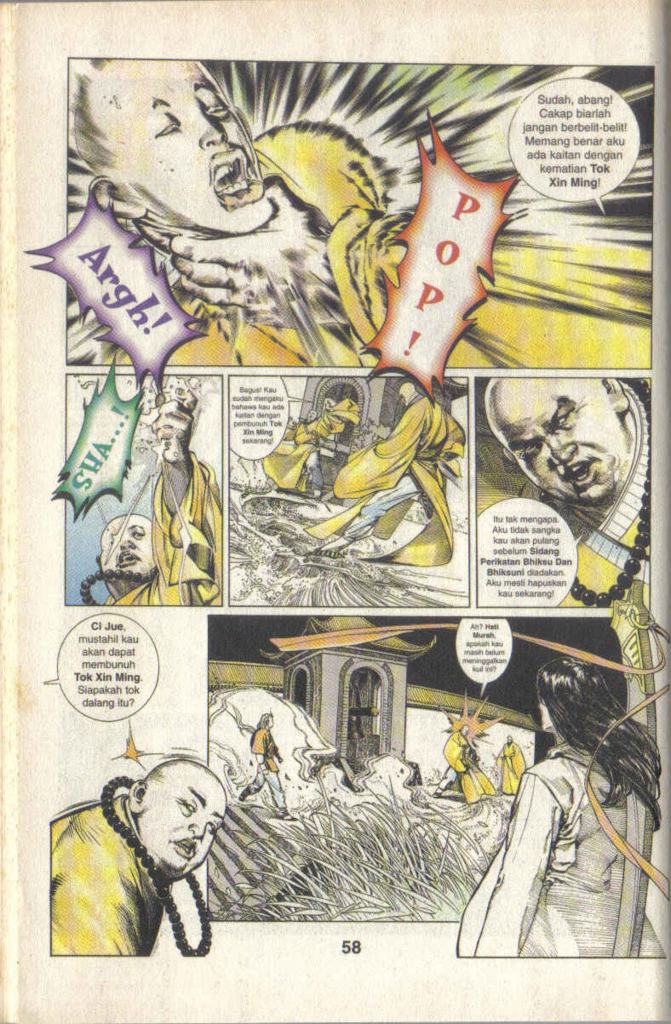 Sudah, abang!
Cakap biarlah
jangan berbelit-belit!
Memang benar aku
ada kaitan dengan
kematian Tok
Xin Ming!
POP!
Argh!
SHA....!
Bagus! Kau
sudah mengaku
bahawa kau ada
kaitan dengan
pembunuh Tok
Xin Ming
sekarang!
Itu tak mengapa.
Aku tidak sangka
kau akan pulang
sebelum Sidang
Perikatan Bhiksu Dan
Bhiksuni diadakan.
Aku mesti hapuskan
kau sekarang!
Ci Jue,
mustahil kau
akan dapat
membunuh
Tok Xin Ming.
Siapakah tok
dalang itu?
Ah? Hati
Murah,
apakah kau
masih belum
meninggalkan
kuil ini?
58